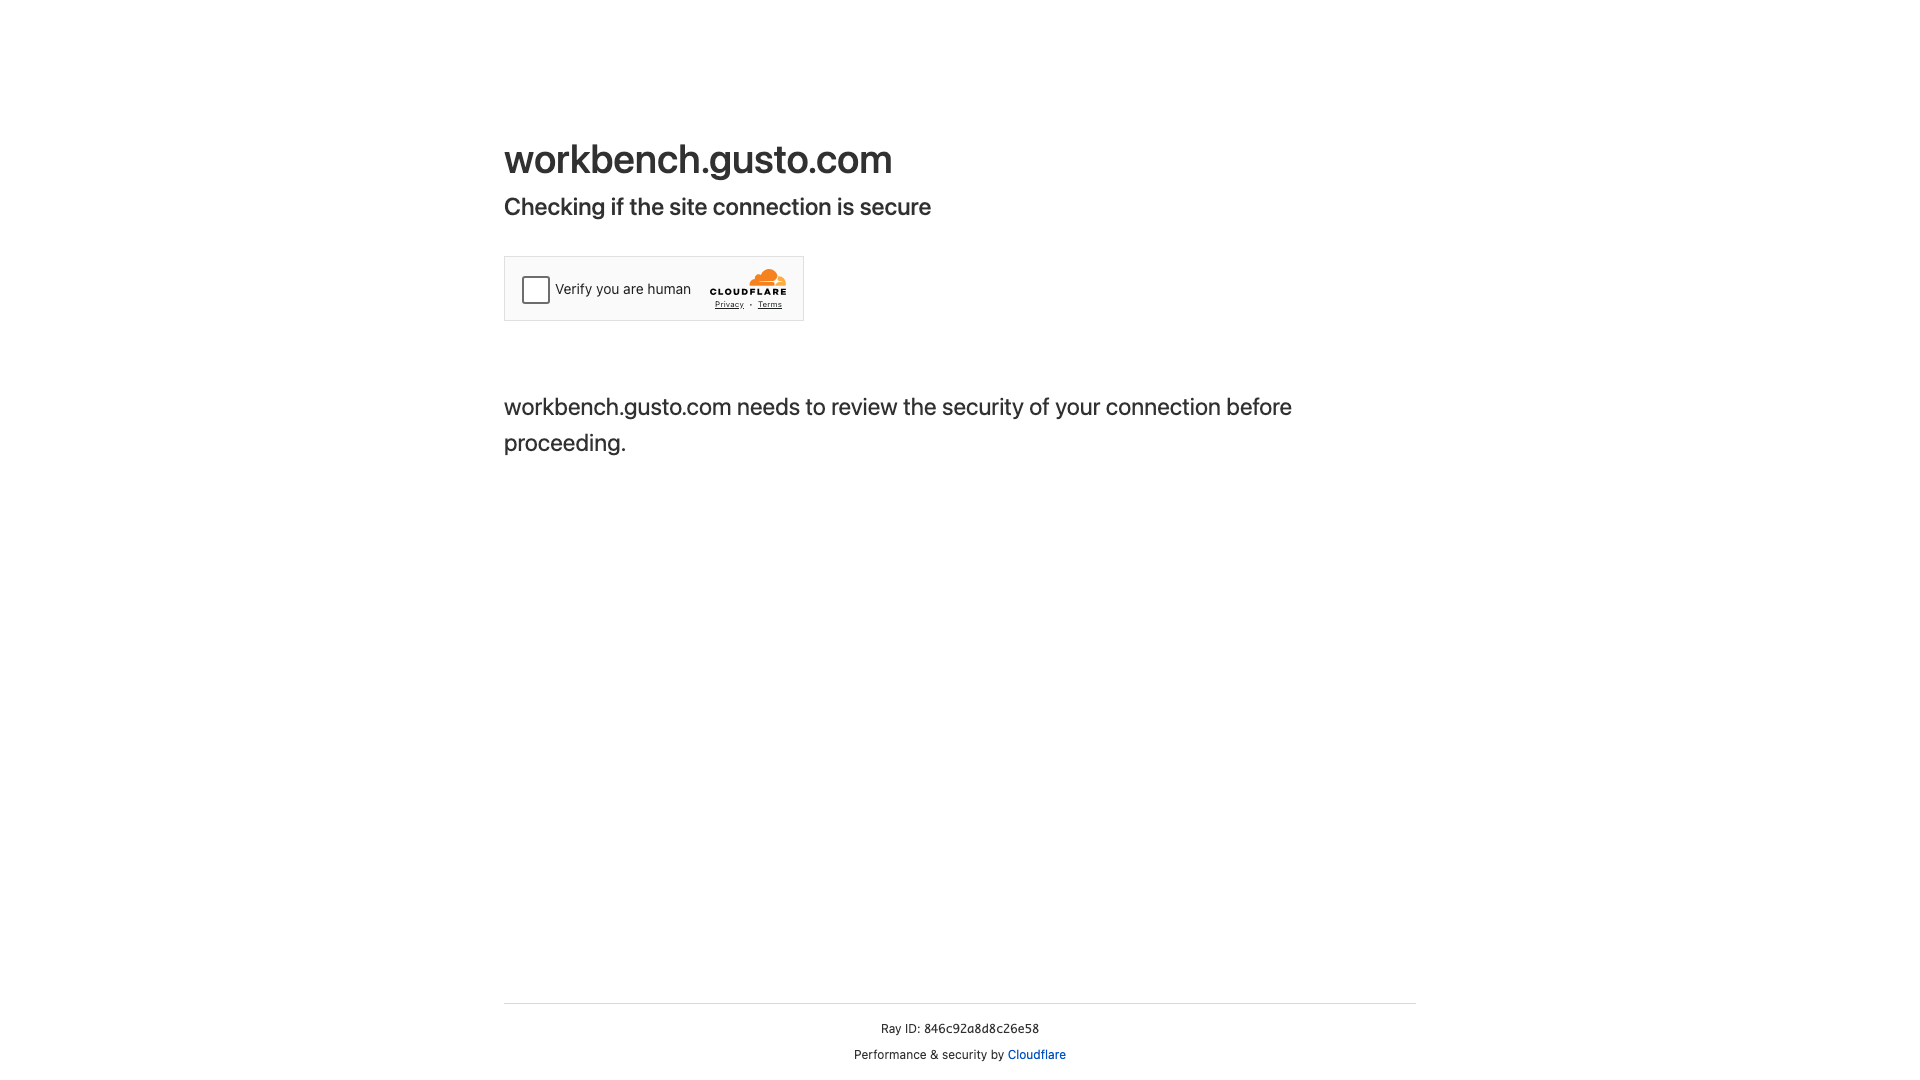 workbench.gusto.com
Checking if the site connection is secure
Verify you are human
CLOUDFLARE
Privacy • Terms
workbench.gusto.com needs to review the security of your connection before
proceeding.
Ray ID: 846c92a8d8c26e58
Performance & security by Cloudflare